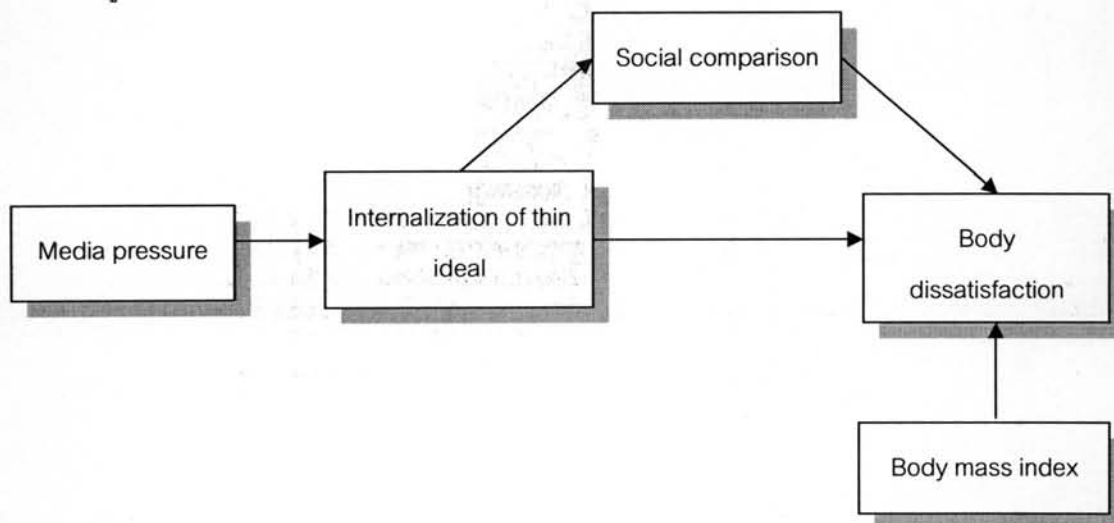 Social comparison
Internalization of thin
ideal
Media pressure
Body
dissatisfaction
Body mass index